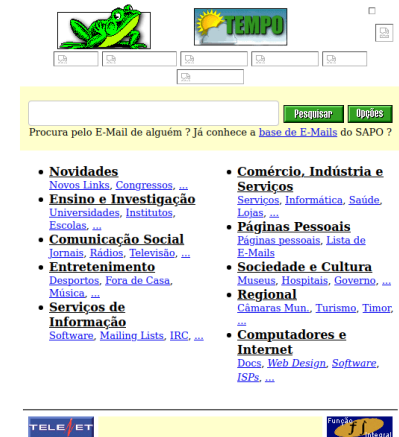 TEMPO
Pesquisar Opções
Procura pelo E-Mail de alguém ? Já conhece a base de E-Mails do SAPO ?
Novidades
Novos Links, Congressos, ...
Ensino e Investigação
Universidades, Institutos,
Escolas, ...
Comunicação Social
Jornais, Rádios, Televisão, ...
Entretenimento
Desportos, Fora de Casa,
Música, ...
Serviços de
Informação
Software, Mailing Lists, IRC, ...
Comércio, Indústria e
Serviços
Serviços, Informática, Saúde,
Lojas, ...
Páginas Pessoais
Páginas pessoais, Lista de
E-Mails
Sociedade e Cultura
Museus, Hospitais, Governo, ...
Regional
Câmaras Mun., Turismo, Timor,
...
Computadores e
Internet
Docs, Web Design, Software,
ISPs, ...
TELENET
Função
Integral